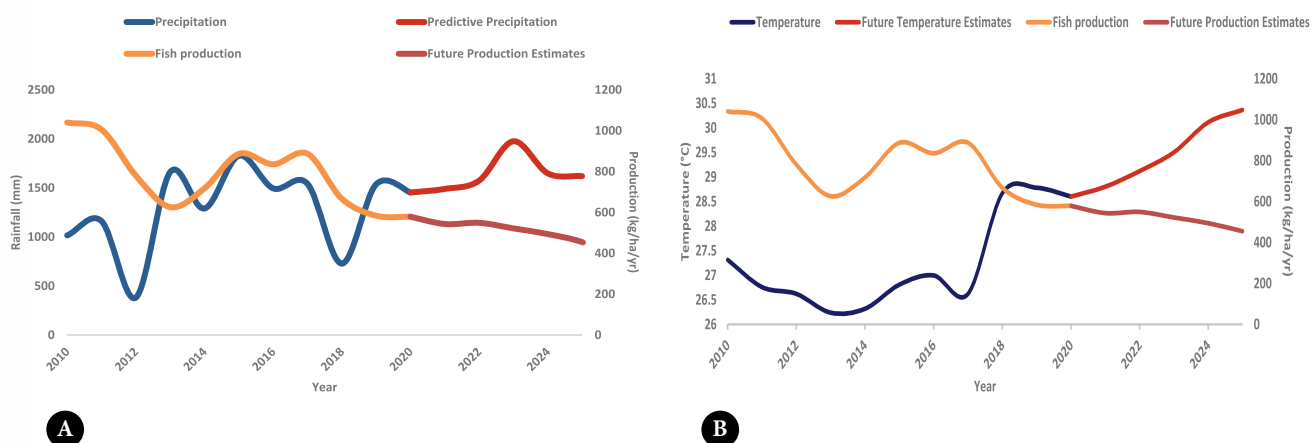 Precipitation
Predictive Precipitation
Fish production
Future Production Estimates
2500
2000
1500
1000
500
0
Rainfall (mm)
1200
1000
800
600
400
200
0
Production (kg/ha/yr)
2010
2012
2014
2016
2018
2020
2022
2024
Year
A
Temperature
Future Temperature Estimates
Fish production
Future Production Estimates
31
30.5
30
29.5
29
28.5
28
27.5
27
26.5
26
Temperature (°C)
1200
1000
800
600
400
200
0
Production (kg/ha/yr)
2010
2012
2014
2016
2018
2020
2022
2024
Year
B